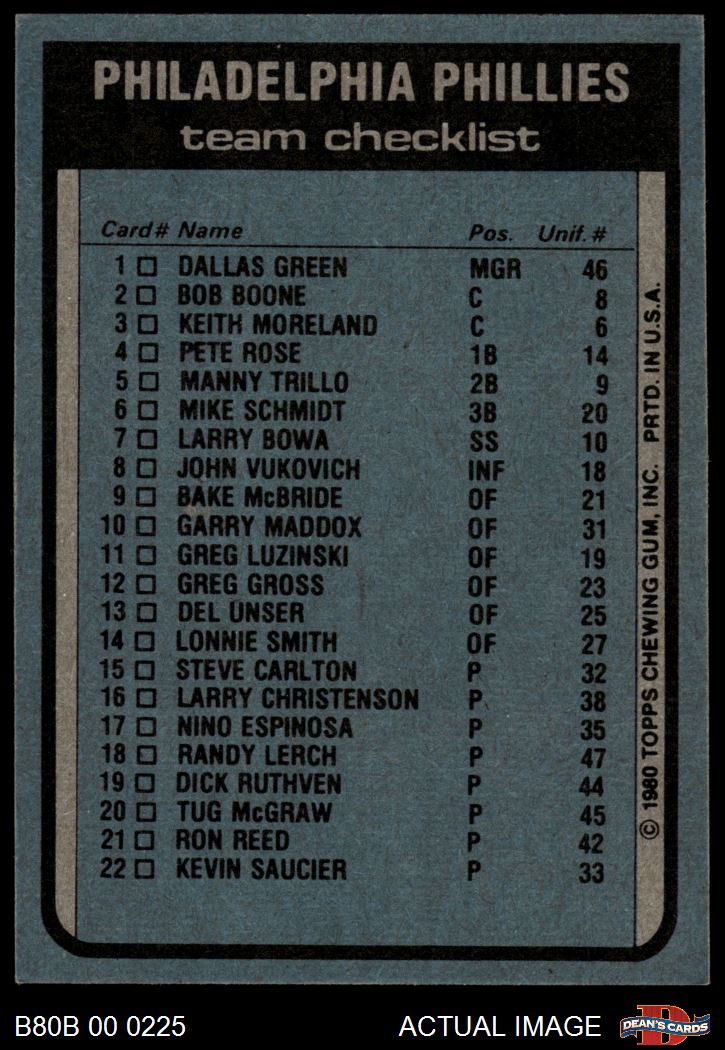 PHILADELPHIA PHILLIES
team checklist
Card# Name Pos. Unif. #
1 DALLAS GREEN MGR 46
2 BOB BOONE C 8
3 KEITH MORELAND C 6
4 PETE ROSE 1B 14
5 MANNY TRILLO 2B 9
6 MIKE SCHMIDT 3B 20
7 LARRY BOWA SS 10
8 JOHN VUKOVICH INF 18
9 BAKE McBRIDE OF 21
10 GARRY MADDOX OF 31
11 GREG LUZINSKI OF 19
12 GREG GROSS OF 23
13 DEL UNSER OF 25
14 LONNIE SMITH OF 27
15 STEVE CARLTON P 32
16 LARRY CHRISTENSON P 38
17 NINO ESPINOSA P 35
18 RANDY LERCH P 47
19 DICK RUTHVEN P 44
20 TUG McGRAW P 45
21 RON REED P 42
22 KEVIN SAUCIER P 33
© 1980 TOPPS CHEWING GUM, INC. PRTD. IN U.S.A.
B80B 00 0225 ACTUAL IMAGE
D
DEAN'S CARDS